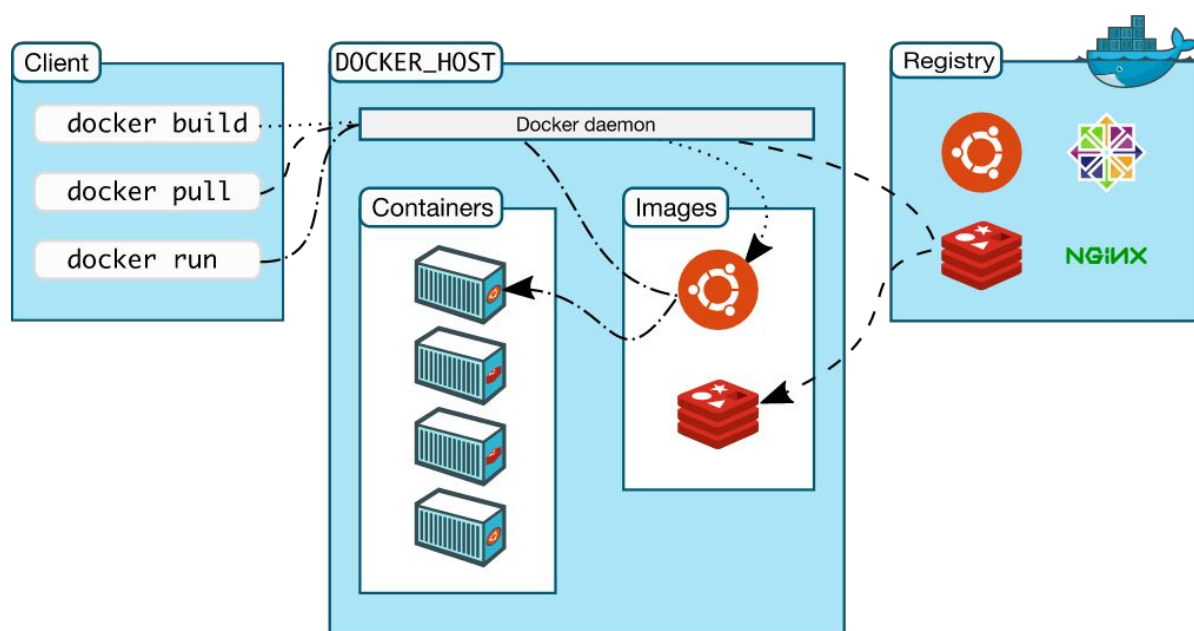 Client
docker build
docker pull
docker run
DOCKER_HOST
Docker daemon
Containers
Images
Registry
NGINX